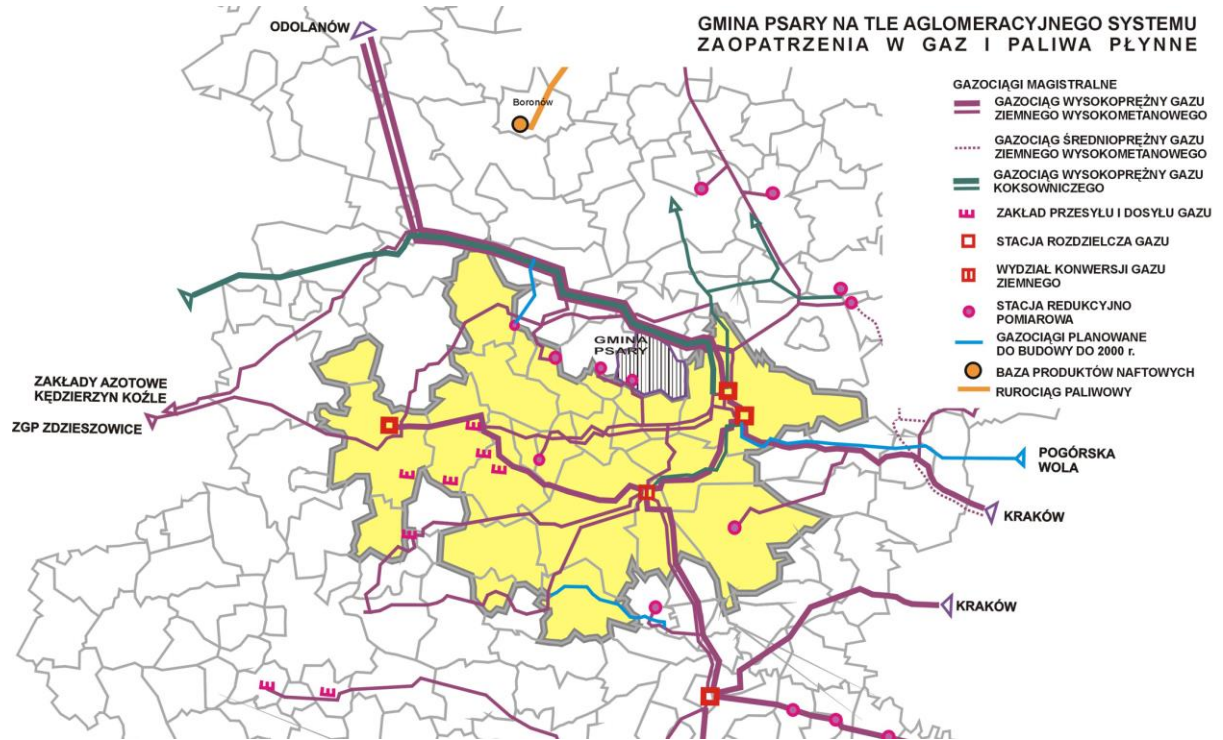 GMINA PSARY NA TLE AGLOMERACYJNEGO SYSTEMU
ZAOPATRZENIA W GAZ I PALIWA PŁYNNE
ODOLANÓW
Boronów
GAZOCIĄGI MAGISTRALNE
GAZOCIĄG WYSOKOPRĘŻNY GAZU
ZIEMNEGO WYSOKOMETANOWEGO
GAZOCIĄG ŚREDNIOPRĘŻNY GAZU
ZIEMNEGO WYSOKOMETANOWEGO
GAZOCIĄG WYSOKOPRĘŻNY GAZU
KOKSOWNICZEGO
ZAKŁAD PRZESYŁU I DOSYŁU GAZU
STACJA ROZDZIELCZA GAZU
WYDZIAŁ KONWERSJI GAZU
ZIEMNEGO
STACJA REDUKCYJNO
POMIAROWA
GAZOCIĄGI PLANOWANE
DO BUDOWY DO 2000 r.
BAZA PRODUKTÓW NAFTOWYCH
RUROCIĄG PALIWOWY
GMINA
PSARY
ZAKŁADY AZOTOWE
KĘDZIERZYN KOŹLE
ZGP ZDZIESZOWICE
POGÓRSKA
WOLA
KRAKÓW
KRAKÓW